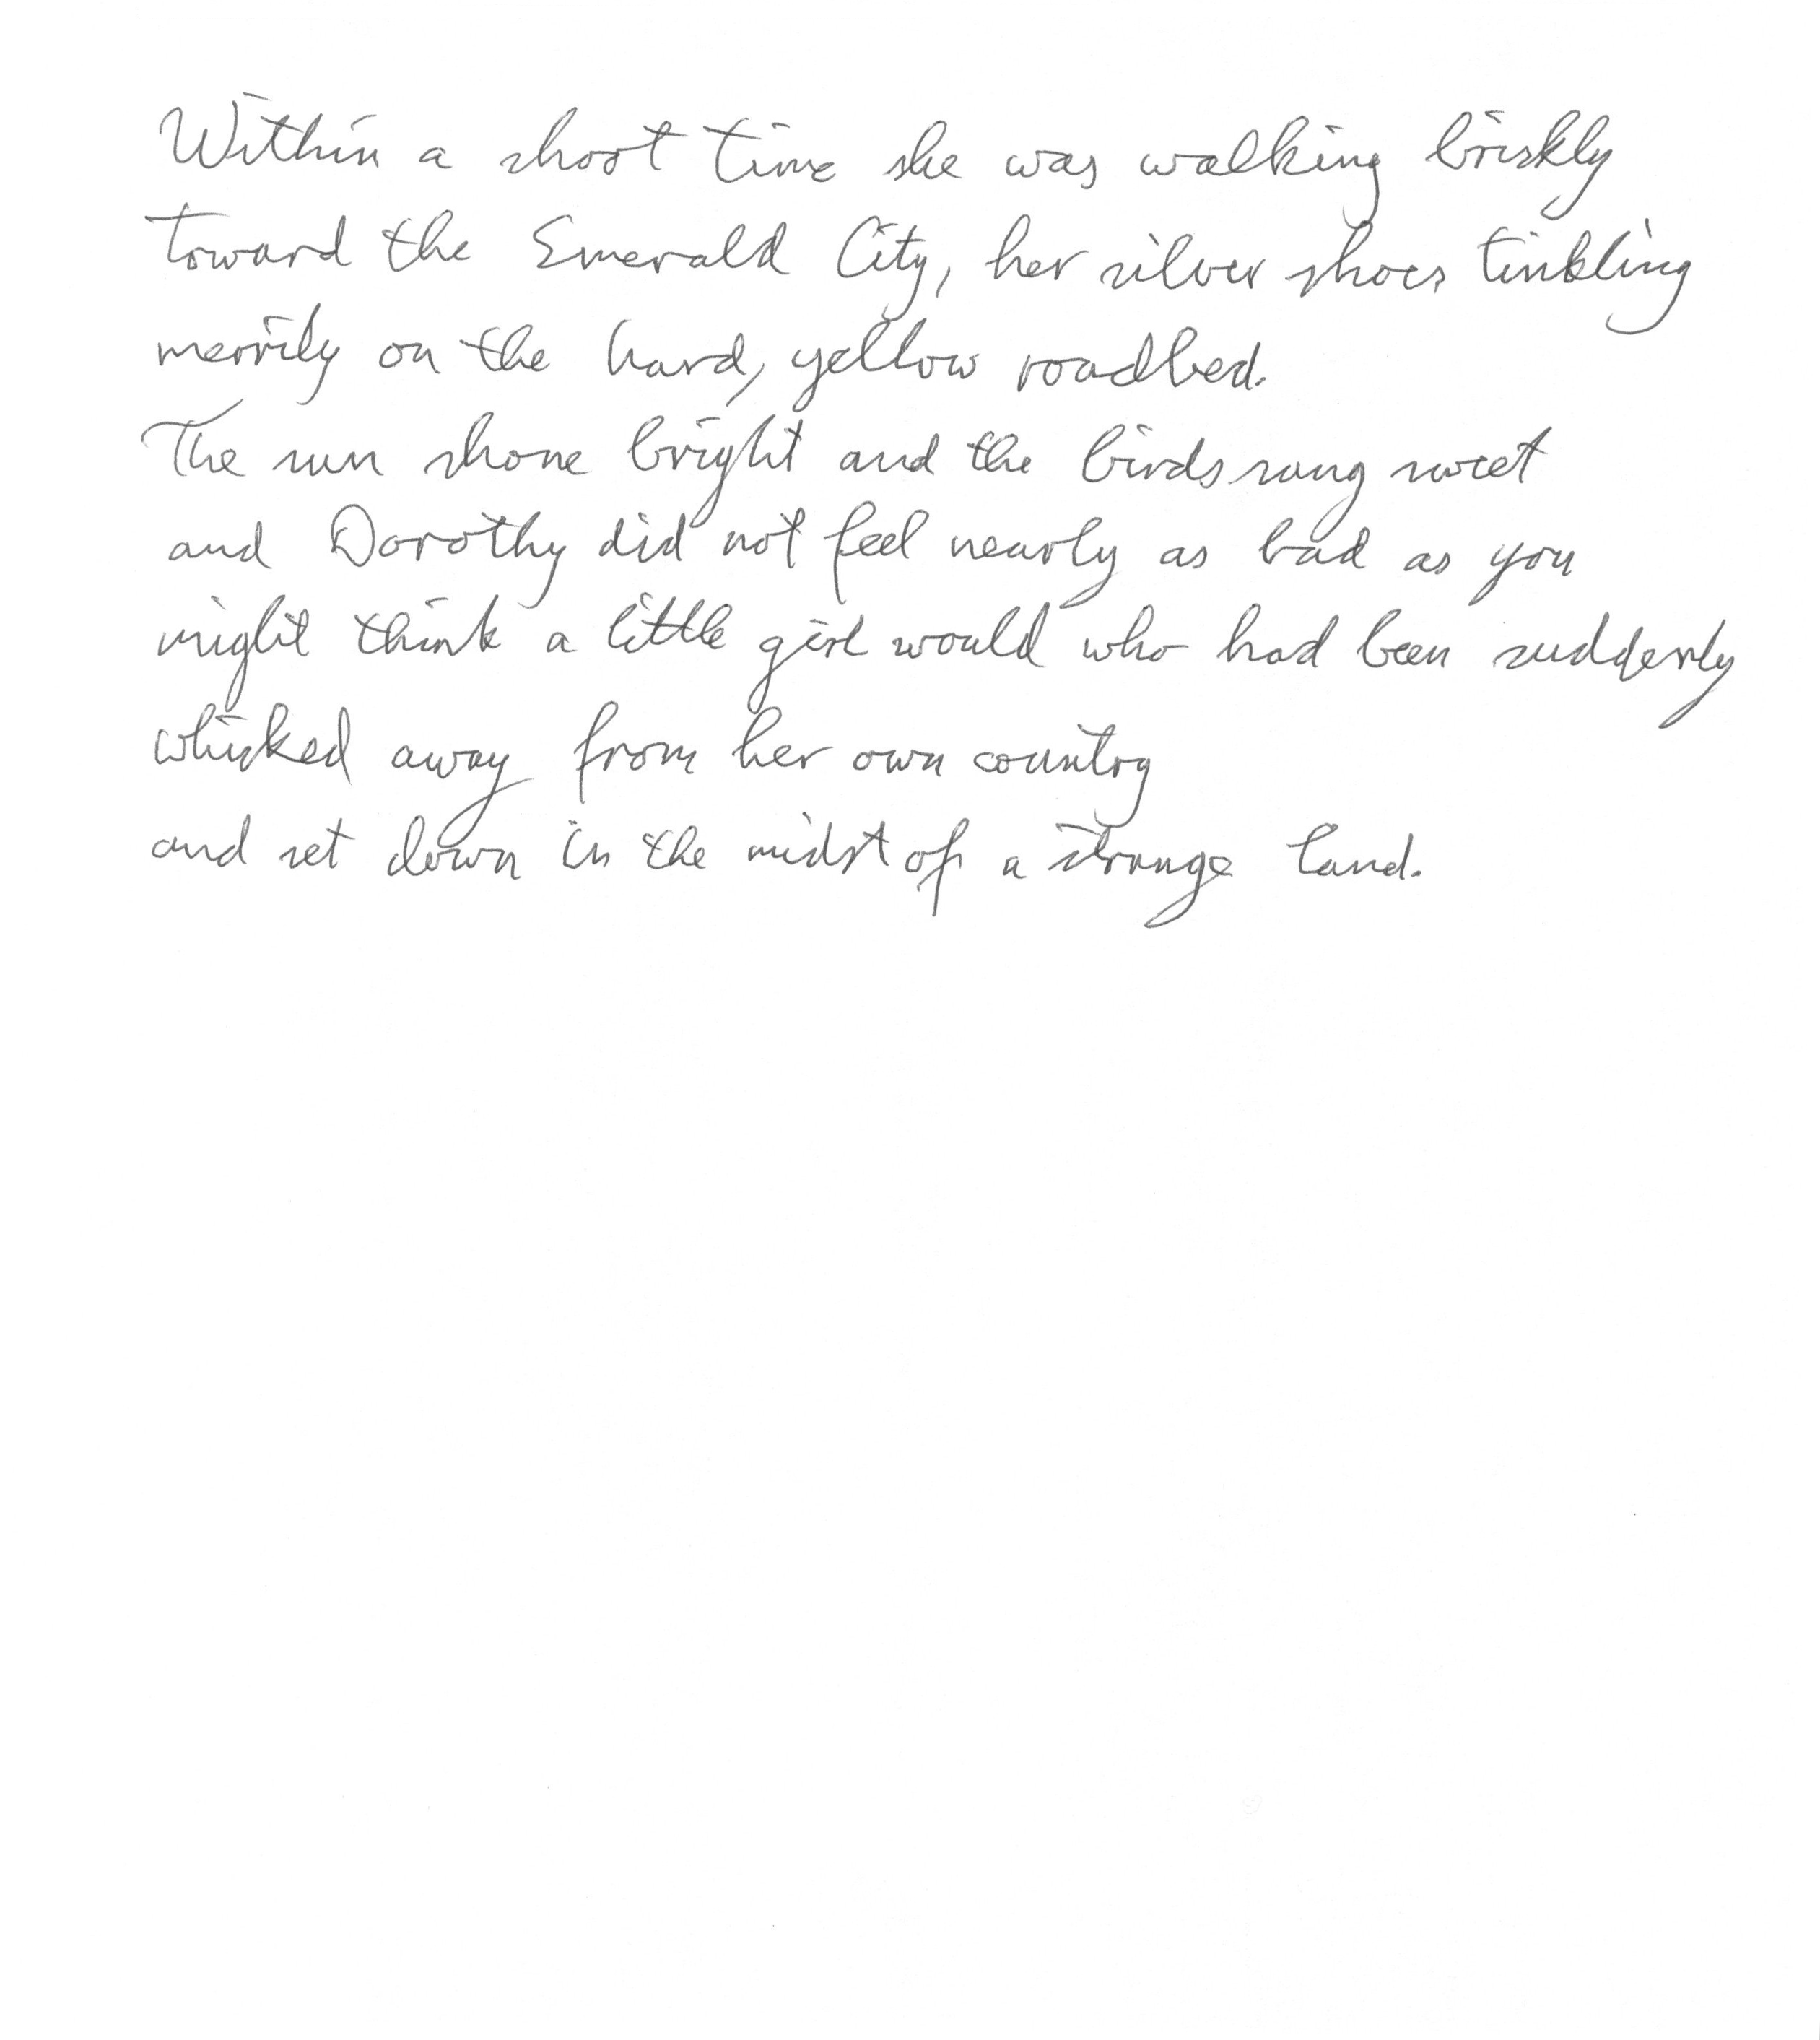 Within a short time she was walking briskly
toward the Emerald City, her silver shoes tinkling
merrily on the hard, yellow roadbed.
The sun shone bright and the birds sung sweet
and Dorothy did not feel nearly as bad as you
might think a little girl would who had been suddenly
whisked away from her own country
and set down in the midst of a strange land.